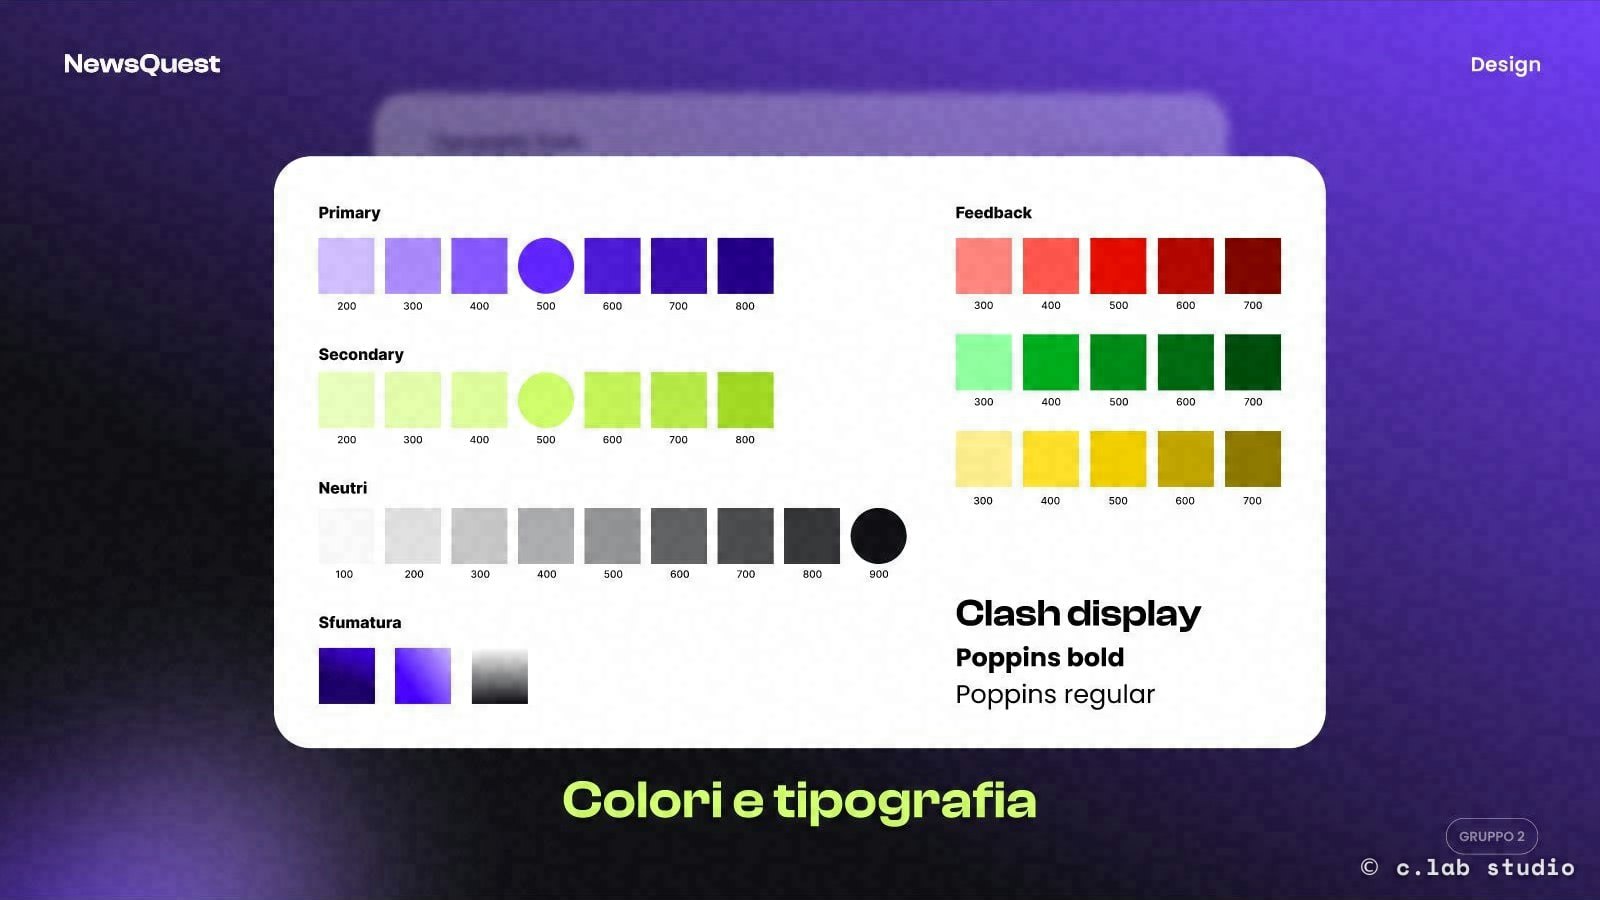 NewsQuest
Design
Primary
200 300 400 500 600 700 800
Secondary
200 300 400 500 600 700 800
Neutri
100 200 300 400 500 600 700 800 900
Sfumatura
Feedback
300 400 500 600 700
300 400 500 600 700
300 400 500 600 700
Clash display
Poppins bold
Poppins regular
Colori e tipografia
GRUPPO 2
© c.lab studio